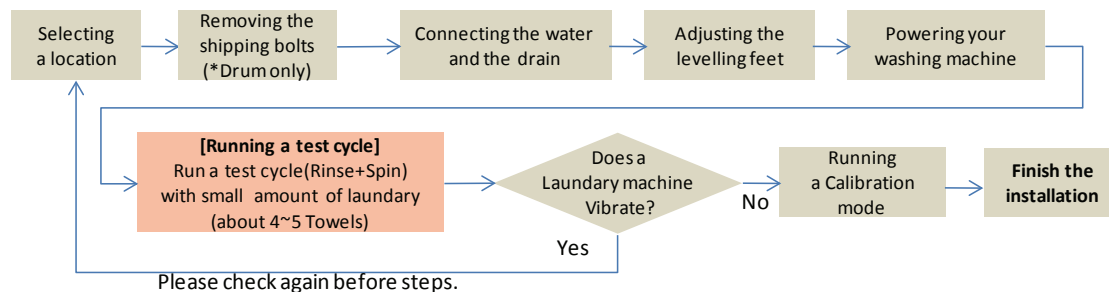 Selecting
a location
Removing the
shipping bolts
(*Drum only)
Connecting the water
and the drain
Adjusting the
levelling feet
Powering your
washing machine
[Running a test cycle]
Run a test cycle(Rinse+Spin)
with small amount of laundary
(about 4~5 Towels)
Does a
Laundary machine
Vibrate?
No
Running
a Calibration
mode
Finish the
installation
Yes
Please check again before steps.